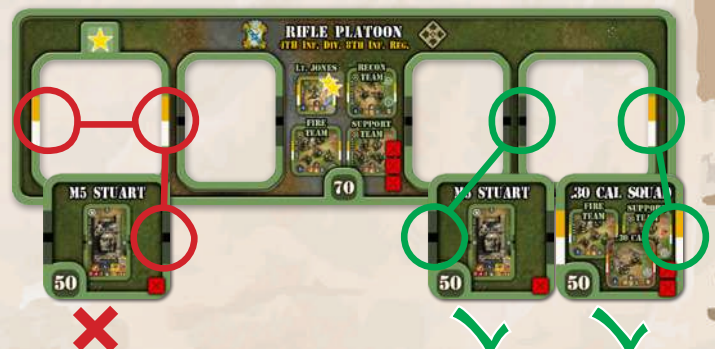 RIFLE PLATOON
4TH INF. DIV. 8TH INF. REG.
LT. JONES
RECON TEAM
FIRE TEAM
SUPPORT TEAM
70
M5 STUART
50
M5 STUART
50
.30 CAL SQUAD
FIRE TEAM
SUPPORT
.30 CAL
50